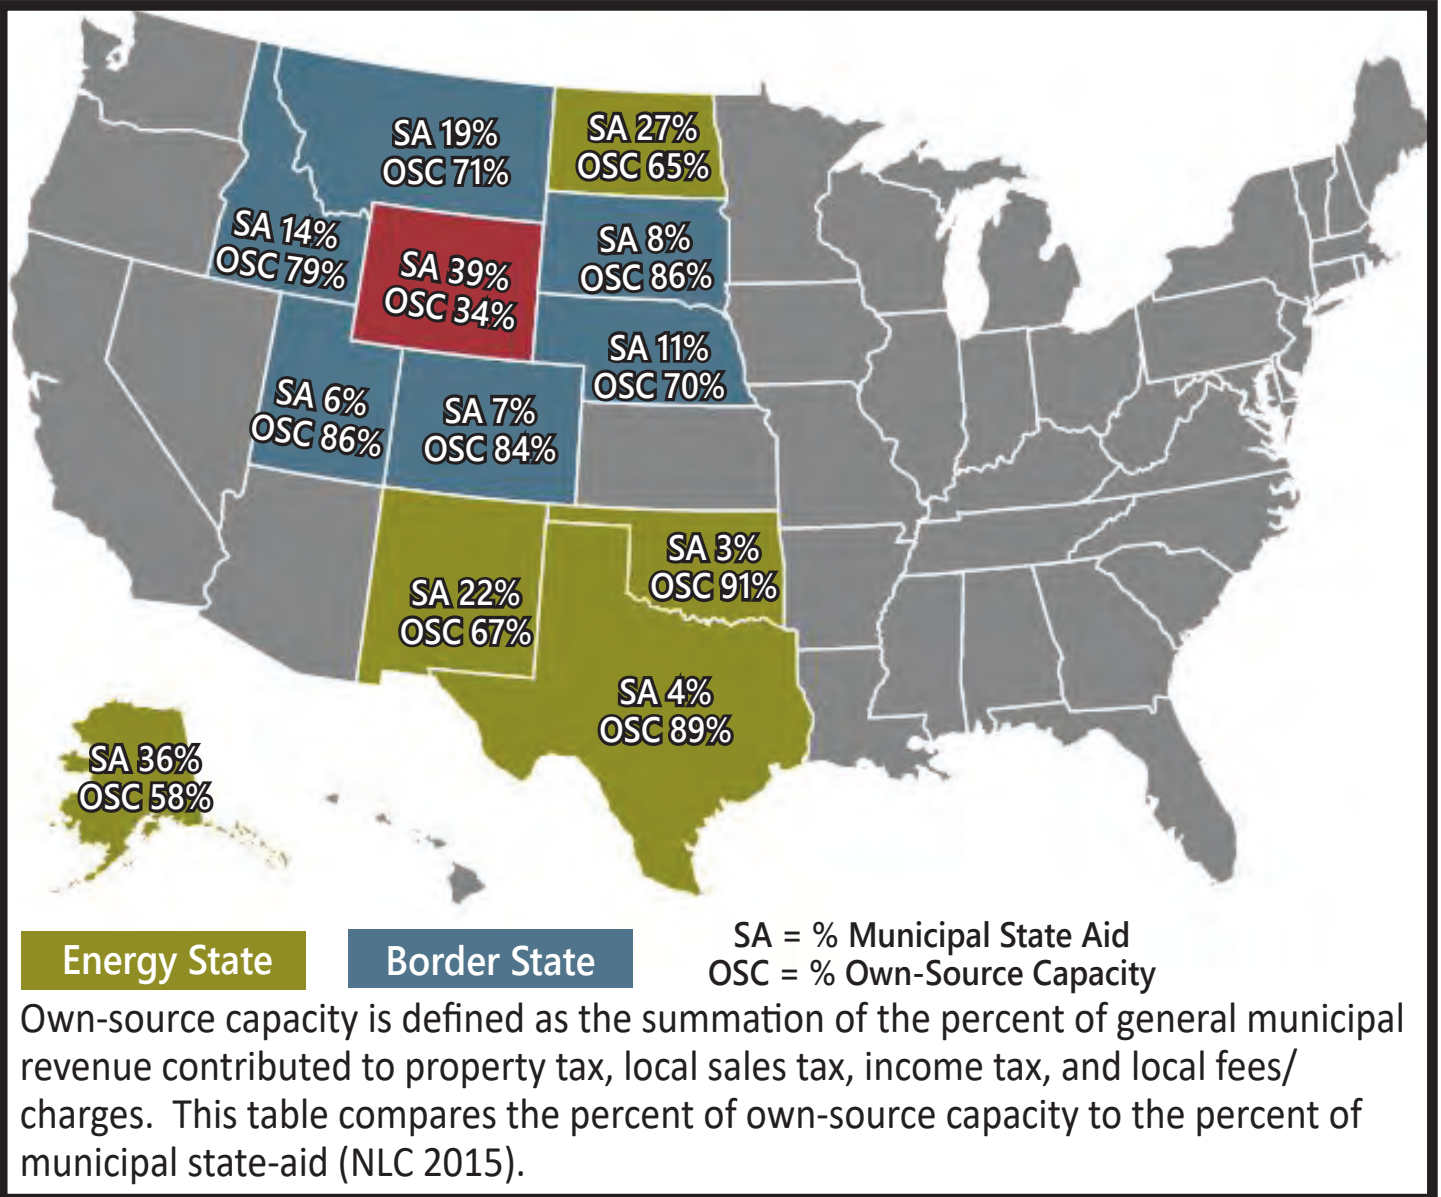 SA 19%
OSC 71%
SA 27%
OSC 65%
SA 14%
OSC 79%
SA 39%
OSC 34%
SA 8%
OSC 86%
SA 11%
OSC 70%
SA 6%
OSC 86%
SA 7%
OSC 84%
SA 3%
OSC 91%
SA 22%
OSC 67%
SA 4%
OSC 89%
SA 36%
OSC 58%
Energy State
Border State
SA = % Municipal State Aid
OSC = % Own-Source Capacity
Own-source capacity is defined as the summation of the percent of general municipal
revenue contributed to property tax, local sales tax, income tax, and local fees/
charges.  This table compares the percent of own-source capacity to the percent of
municipal state-aid (NLC 2015).